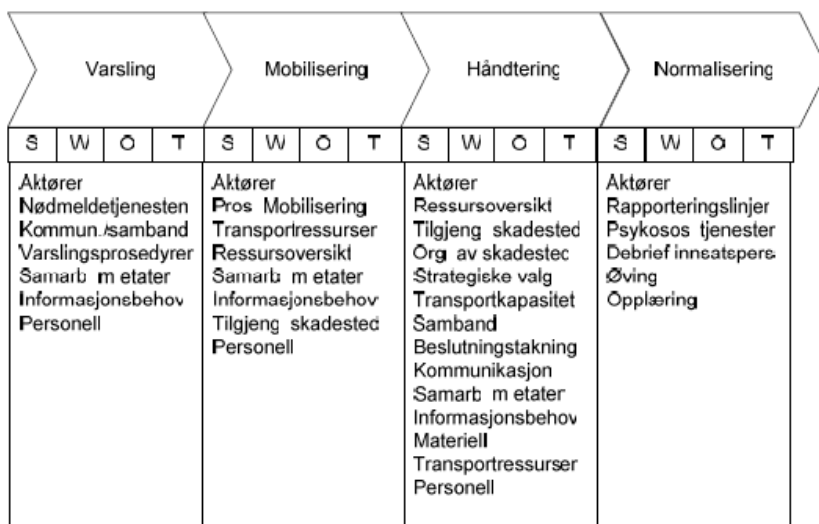 Varsling
Mobilisering
Håndtering
Normalisering
S W O T
S W O T
S W O T
S W O T
Aktører
Nødmeldetjenesten
Kommun./samband
Varslingsprosedyrer
Samarb m etater
Informasjonsbehov
Personell
Aktører
Pros Mobilisering
Transportressurser
Ressursoversikt
Samarb m etater
Informasjonsbehov
Tilgjeng skadested
Personell
Aktører
Ressursoversikt
Tilgjeng skadested
Org av skadested
Strategiske valg
Transportkapasitet
Samband
Beslutningstakning
Kommunikasjon
Samarb m etater
Informasjonsbehov
Materiell
Transportressurser
Personell
Aktører
Rapporteringslinjer
Psykosos tjenester
Debrief innsatspers
Øving
Opplæring